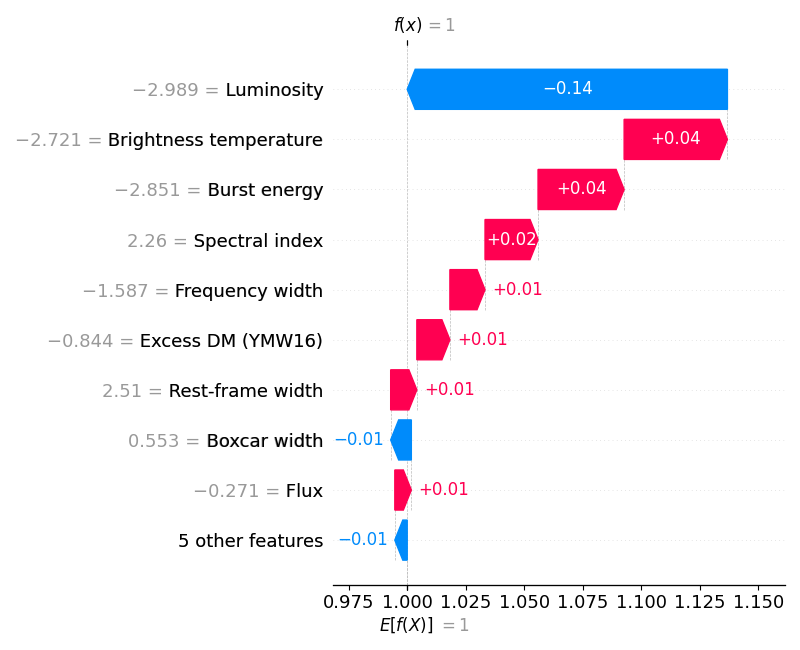 f(x) = 1
−2.989 = Luminosity
−0.14
−2.721 = Brightness temperature
+0.04
−2.851 = Burst energy
+0.04
2.26 = Spectral index
+0.02
−1.587 = Frequency width
+0.01
−0.844 = Excess DM (YMW16)
+0.01
2.51 = Rest-frame width
+0.01
0.553 = Boxcar width
−0.01
−0.271 = Flux
+0.01
5 other features
−0.01
0.975 1.000 1.025 1.050 1.075 1.100 1.125 1.150
E[f(X)] = 1